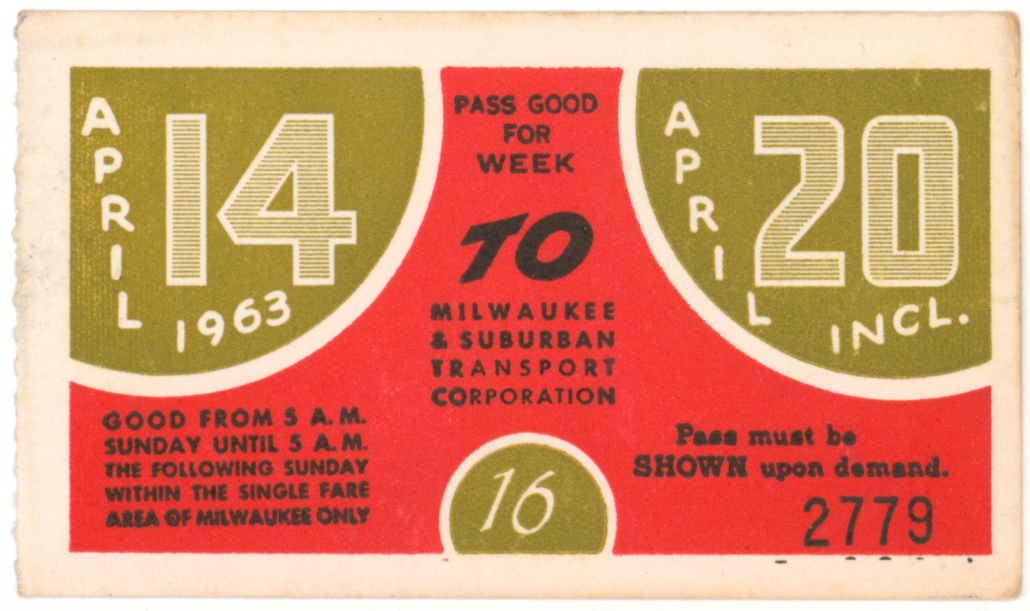 APRIL
14
1963
PASS GOOD
FOR
WEEK
TO
MILWAUKEE
& SUBURBAN
TRANSPORT
CORPORATION
APRIL
20
INCL.
GOOD FROM 5 A.M.
SUNDAY UNTIL 5 A.M.
THE FOLLOWING SUNDAY
WITHIN THE SINGLE FARE
AREA OF MILWAUKEE ONLY
16
Pass must be
SHOWN upon demand.
2779